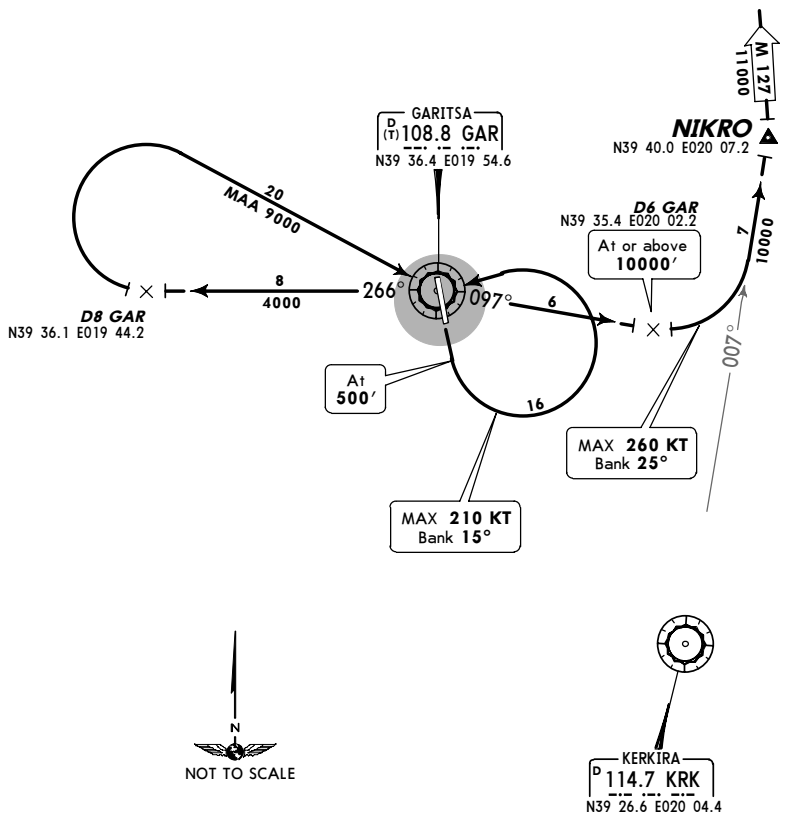 M 127
11000
GARITSA
D
(T) 108.8 GAR
N39 36.4 E019 54.6
NIKRO
N39 40.0 E020 07.2
20
MAA 9000
D6 GAR
N39 35.4 E020 02.2
At or above
10000'
7
10000
8
4000
266°
097°
6
D8 GAR
N39 36.1 E019 44.2
007°
At
500'
16
MAX 260 KT
Bank 25°
MAX 210 KT
Bank 15°
N
NOT TO SCALE
KERKIRA
D 114.7 KRK
N39 26.6 E020 04.4